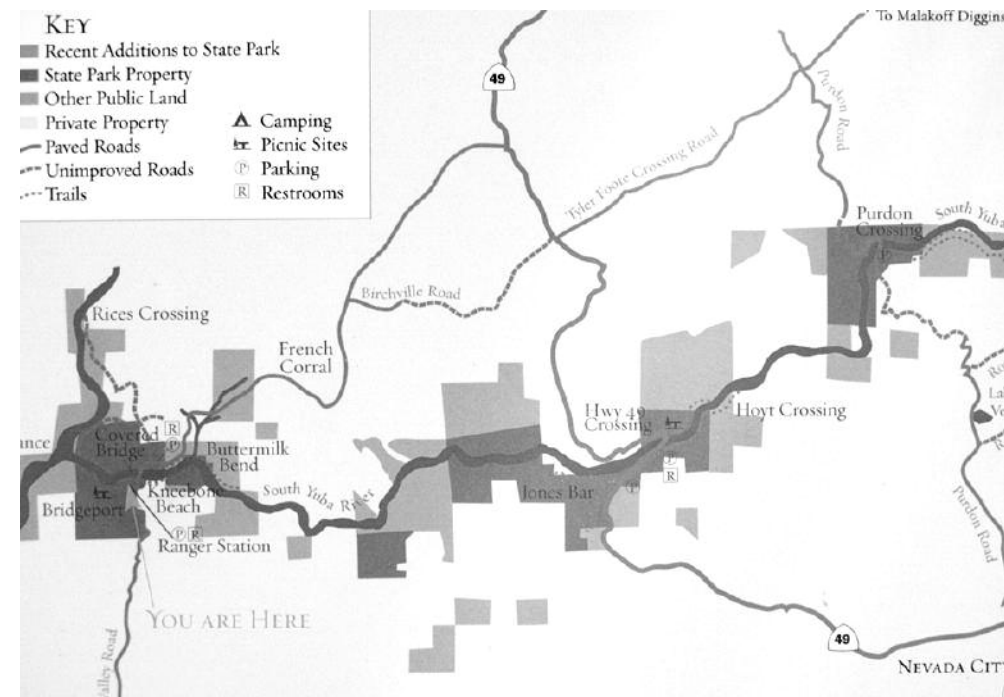 KEY
Recent Additions to State Park
State Park Property
Other Public Land
Private Property
Paved Roads
Unimproved Roads
Trails
Camping
Picnic Sites
P Parking
R Restrooms
To Malakoff Diggins
49
Purdon Road
Tyler Foote Crossing Road
Purdon
Crossing
South Yuba
Birchville Road
Rices Crossing
French
Corral
Hwy 49
Crossing
Hoyt Crossing
Covered
Bridge
R
P
Buttermilk
Bend
Kneebone
Beach
Bridgeport
South Yuba River
Jones Bar
P
R
P
P
P R
Ranger Station
YOU ARE HERE
Purdon Road
Valley Road
49
NEVADA CITY